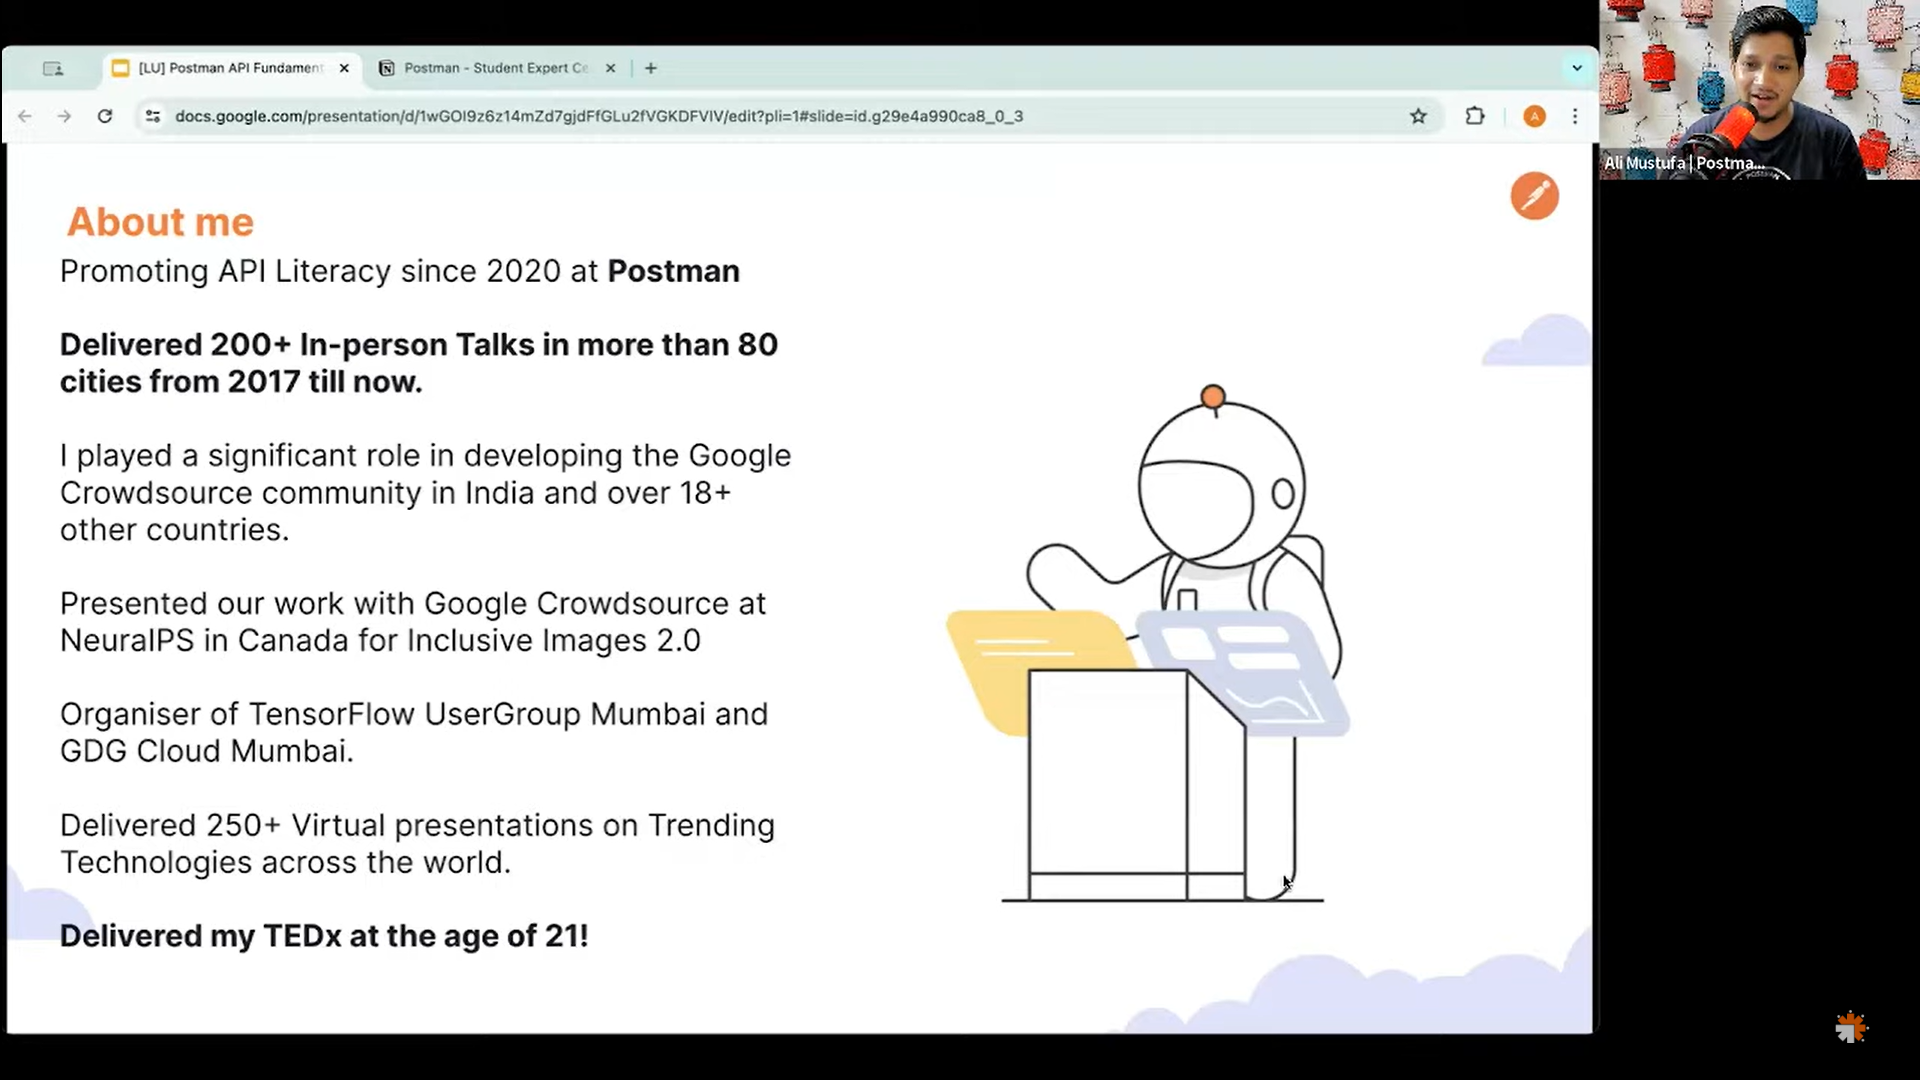 [LU] Postman API Fundament
Postman - Student Expert Ce
docs.google.com/presentation/d/1wGOI9z6z14mZd7gjdFfGLu2fVGKDFVIV/edit?pli=1#slide=id.g29e4a990ca8_0_3
A
Ali Mustufa | Postma...
POSTMAN
About me
Promoting API Literacy since 2020 at Postman
Delivered 200+ In-person Talks in more than 80
cities from 2017 till now.
I played a significant role in developing the Google
Crowdsource community in India and over 18+
other countries.
Presented our work with Google Crowdsource at
NeuralPS in Canada for Inclusive Images 2.0
Organiser of TensorFlow UserGroup Mumbai and
GDG Cloud Mumbai.
Delivered 250+ Virtual presentations on Trending
Technologies across the world.
Delivered my TEDx at the age of 21!